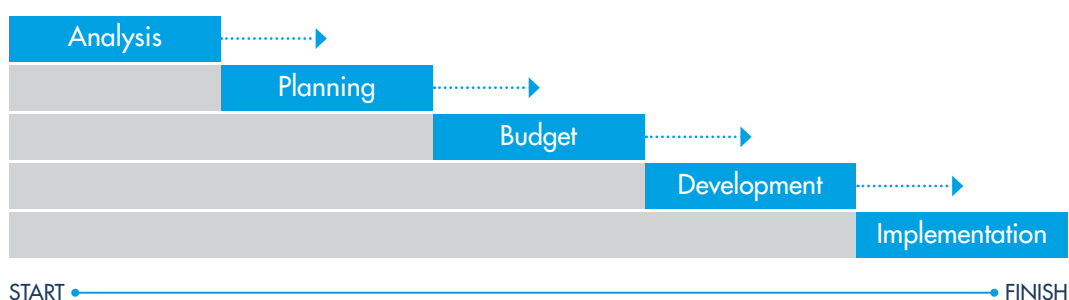 Analysis
Planning
Budget
Development
Implementation
START FINISH